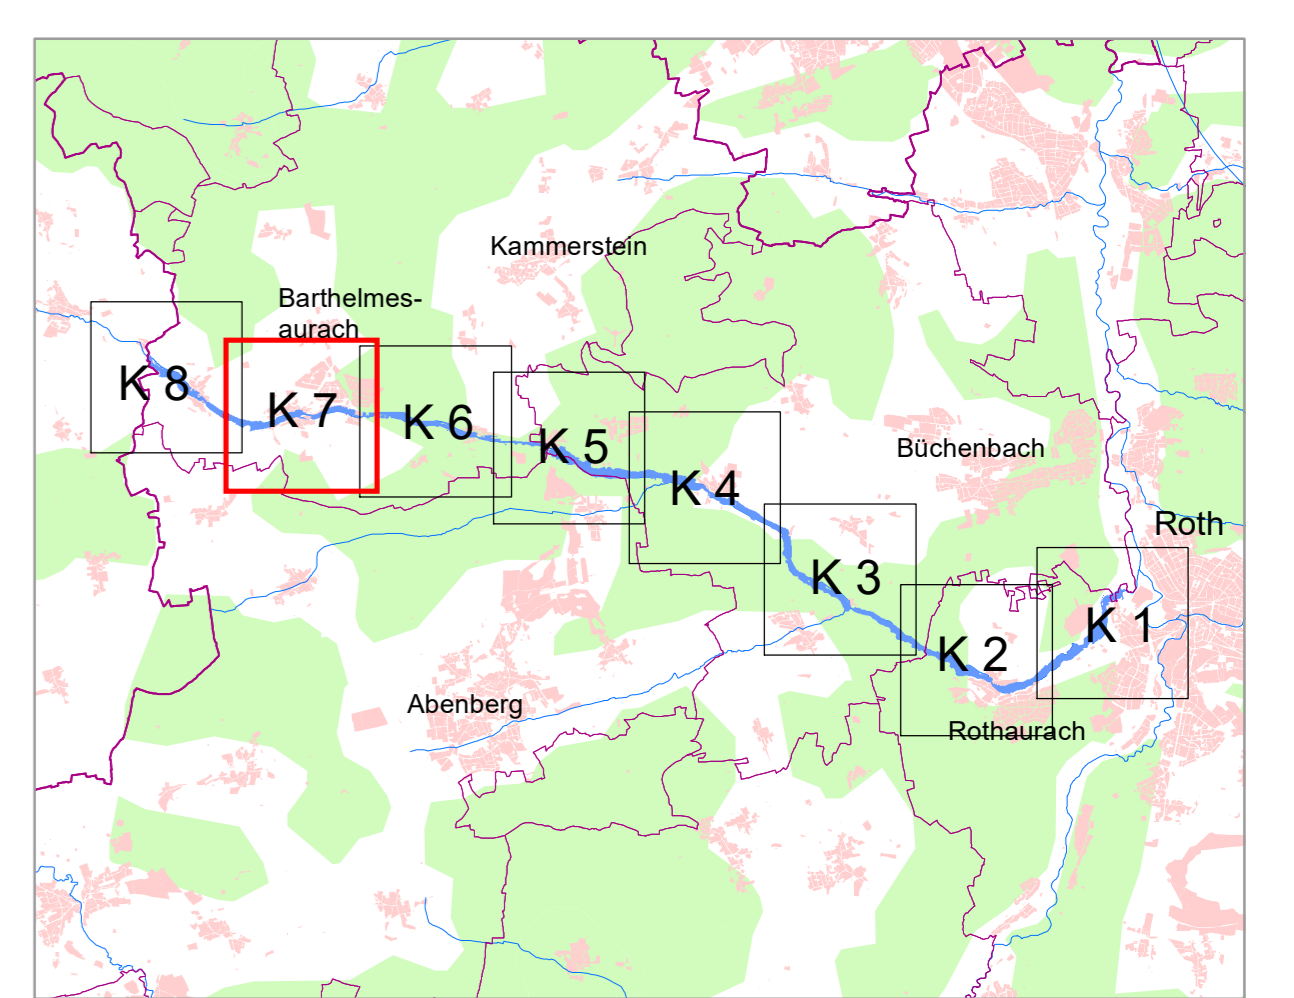 Kammerstein
Barthelmes-
aurach
K 8
K 7
K 6
K 5
Büchenbach
K 4
Roth
K 3
K 1
K 2
Abenberg
Rothaurach